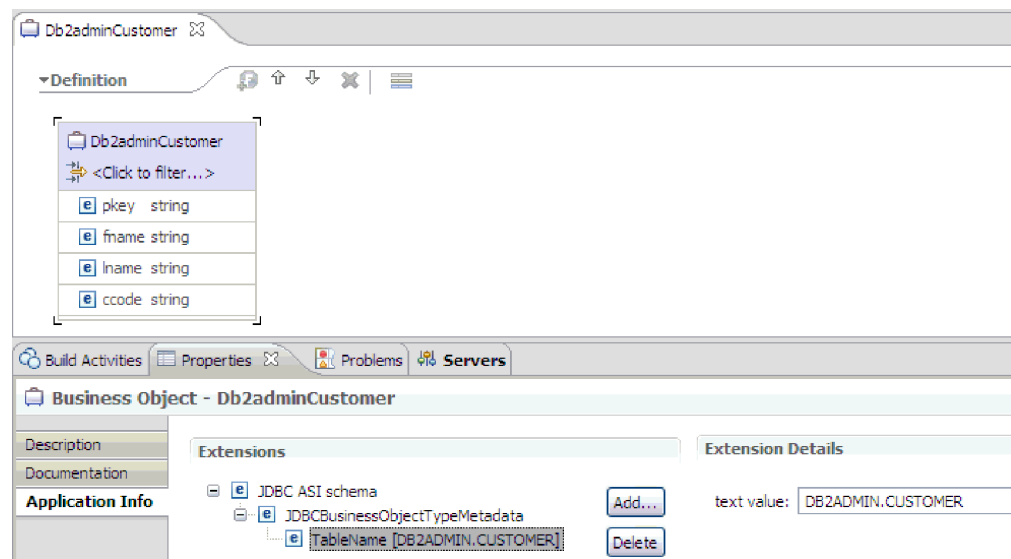 Db2adminCustomer
Definition
Db2adminCustomer
<Click to filter...>
e pkey string
e fname string
e lname string
e ccode string
Build Activities Properties Problems Servers
Business Object - Db2adminCustomer
Description
Documentation
Application Info
Extensions
e JDBC ASI schema
e JDBCBusinessObjectTypeMetadata
e TableName [DB2ADMIN.CUSTOMER]
Add...
Delete
Extension Details
text value: DB2ADMIN.CUSTOMER